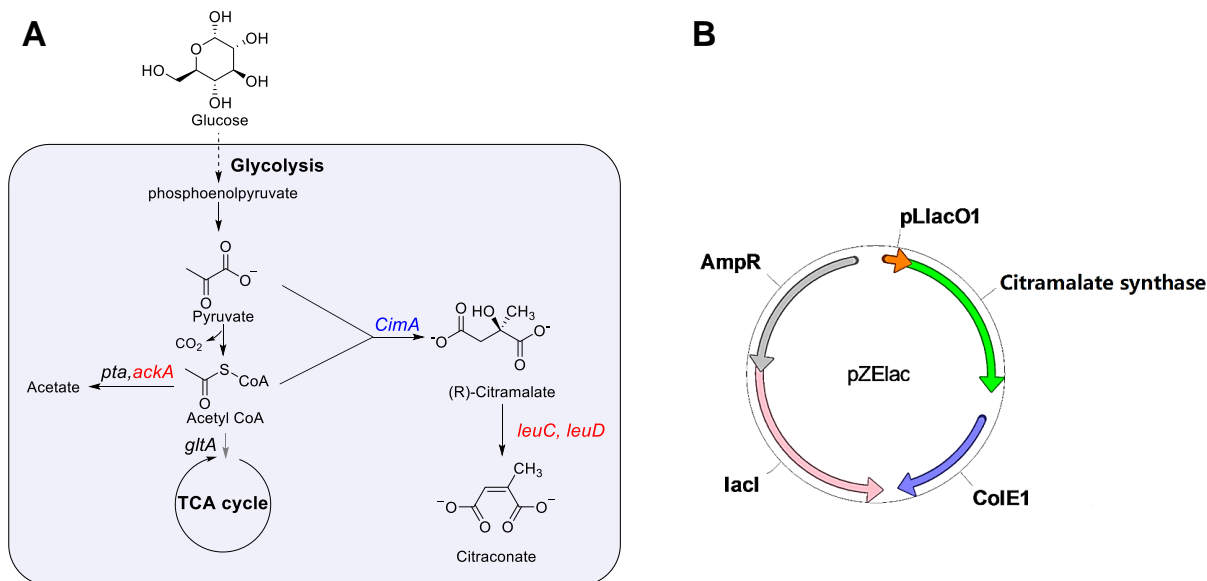 A
OH
OH
O
HO
OH
OH
Glucose
Glycolysis
phosphoenolpyruvate
O
O⁻
O
Pyruvate
CO₂
S
CoA
O
pta,ackA
Acetate
Acetyl CoA
gltA
TCA cycle
CimA
O
HO
CH₃
O⁻
⁻O
O
(R)-Citramalate
leuC, leuD
CH₃
⁻O
O⁻
O
O
Citraconate
B
pLlacO1
AmpR
Citramalate synthase
pZElac
lacI
ColE1